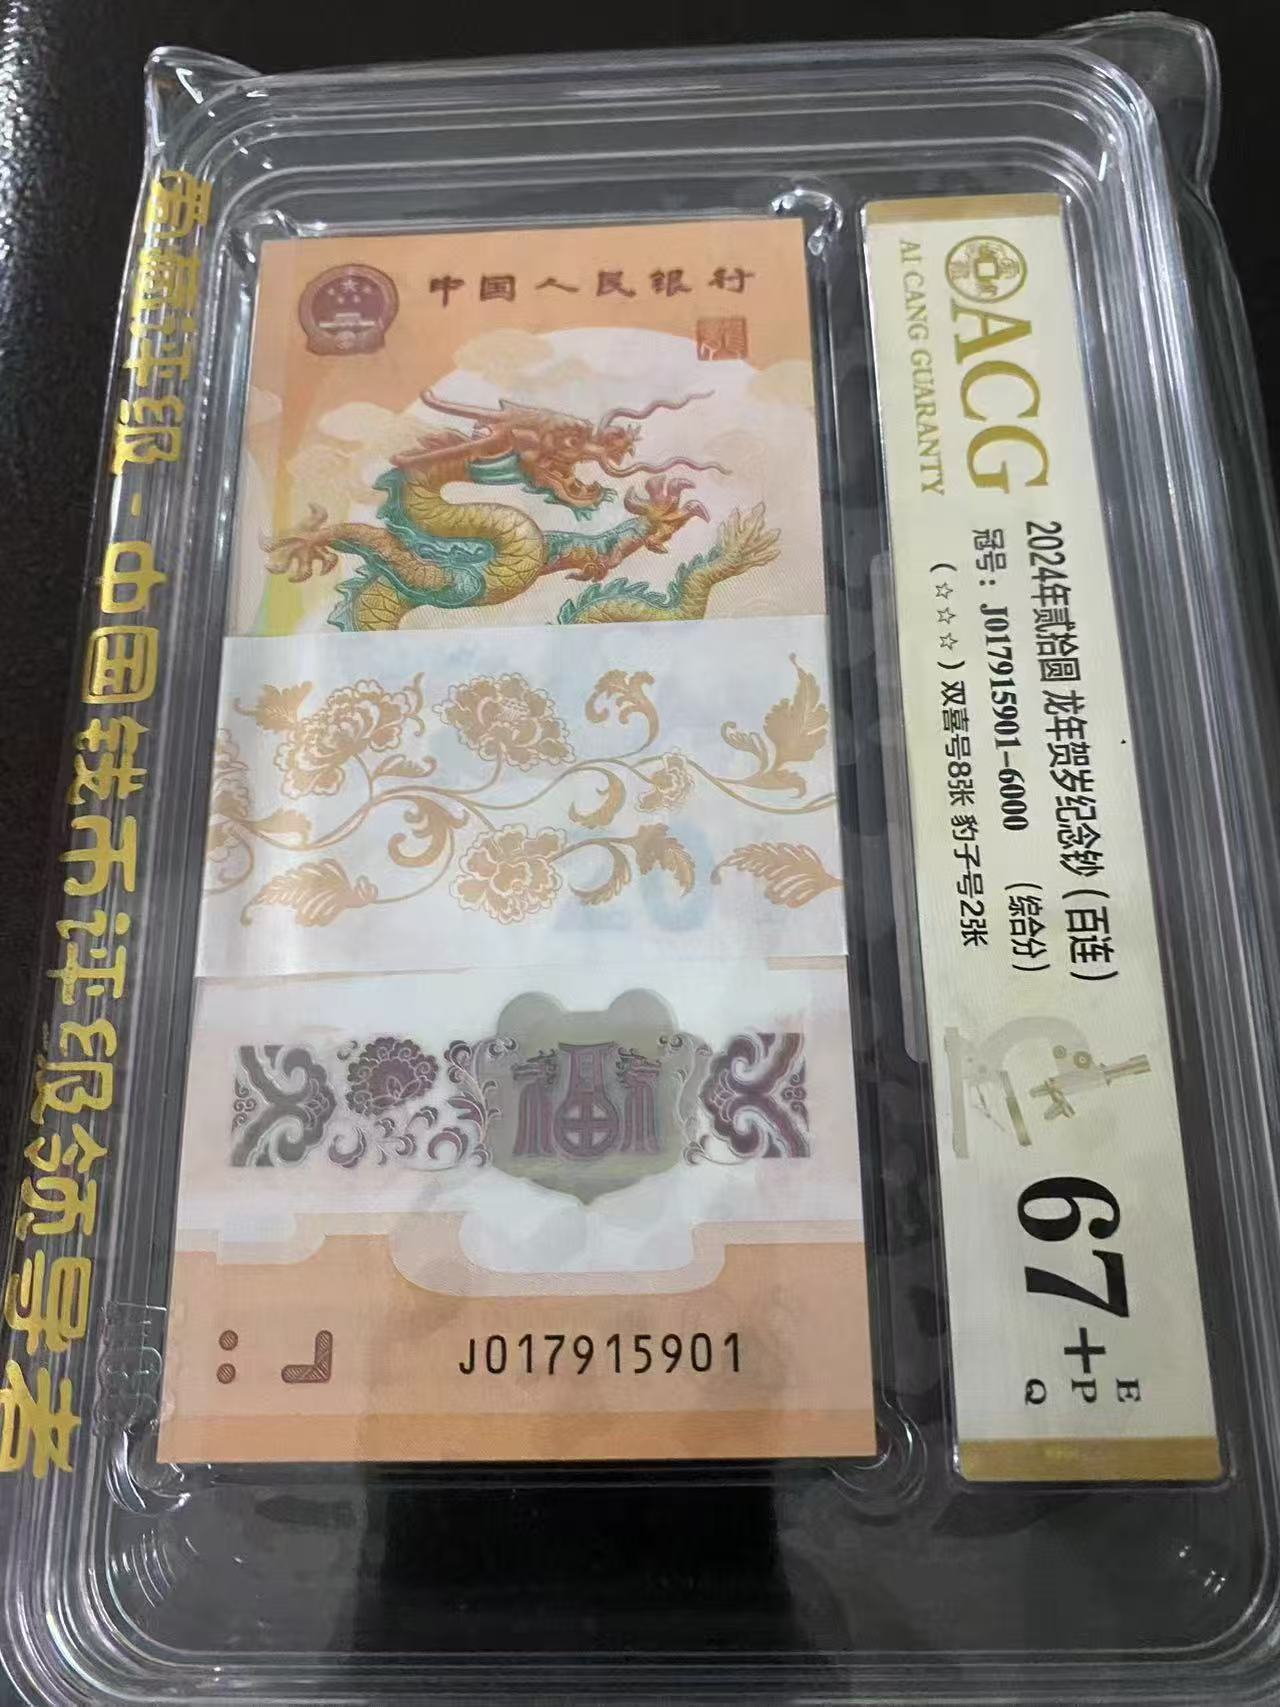 爱藏评级-中国钱币评级领导者
中国人民银行
J017915901
ACG
AI CANG GUARANTY
2024年贰拾圆 龙年贺岁纪念钞(百连)
冠号: J017915901-6000 (综合分)
(☆☆☆)双喜号8张 豹子号2张
67+
E
P
Q
福
20